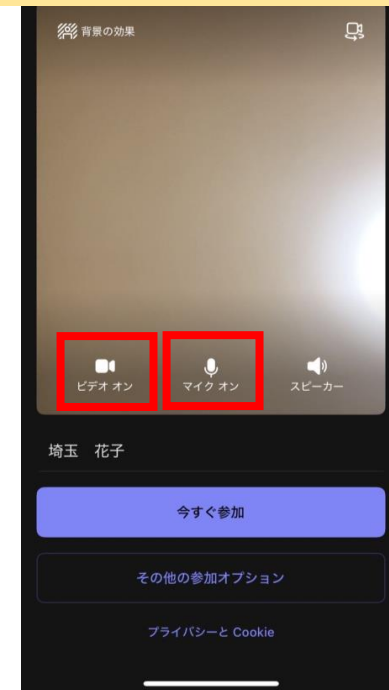 背景の効果
ビデオ オン
マイク オン
スピーカー
埼玉　花子
今すぐ参加
その他の参加オプション
プライバシーと Cookie